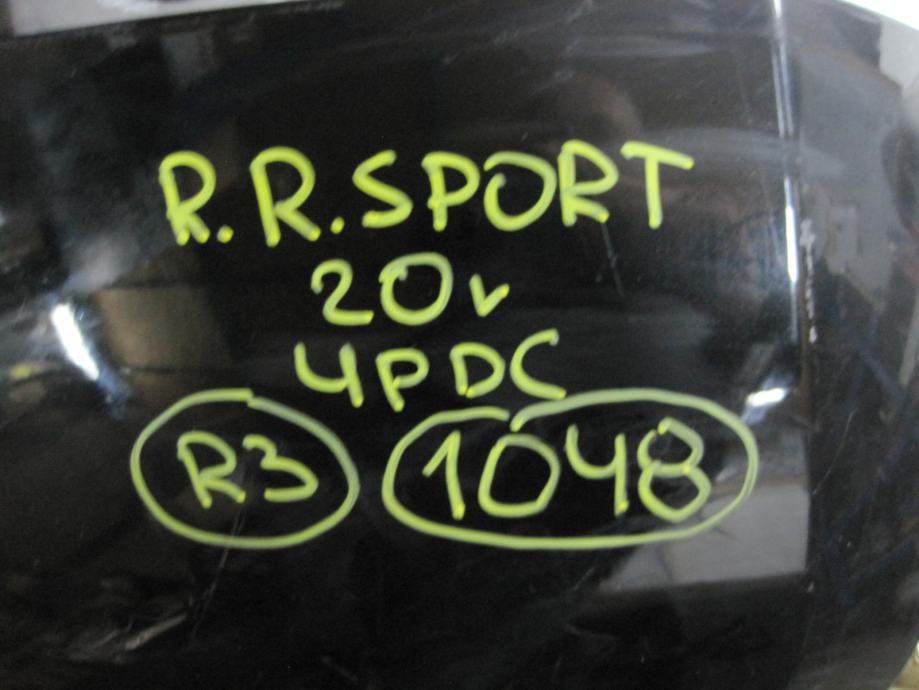 R.R.SPORT
20v
4PDC
R3 1048